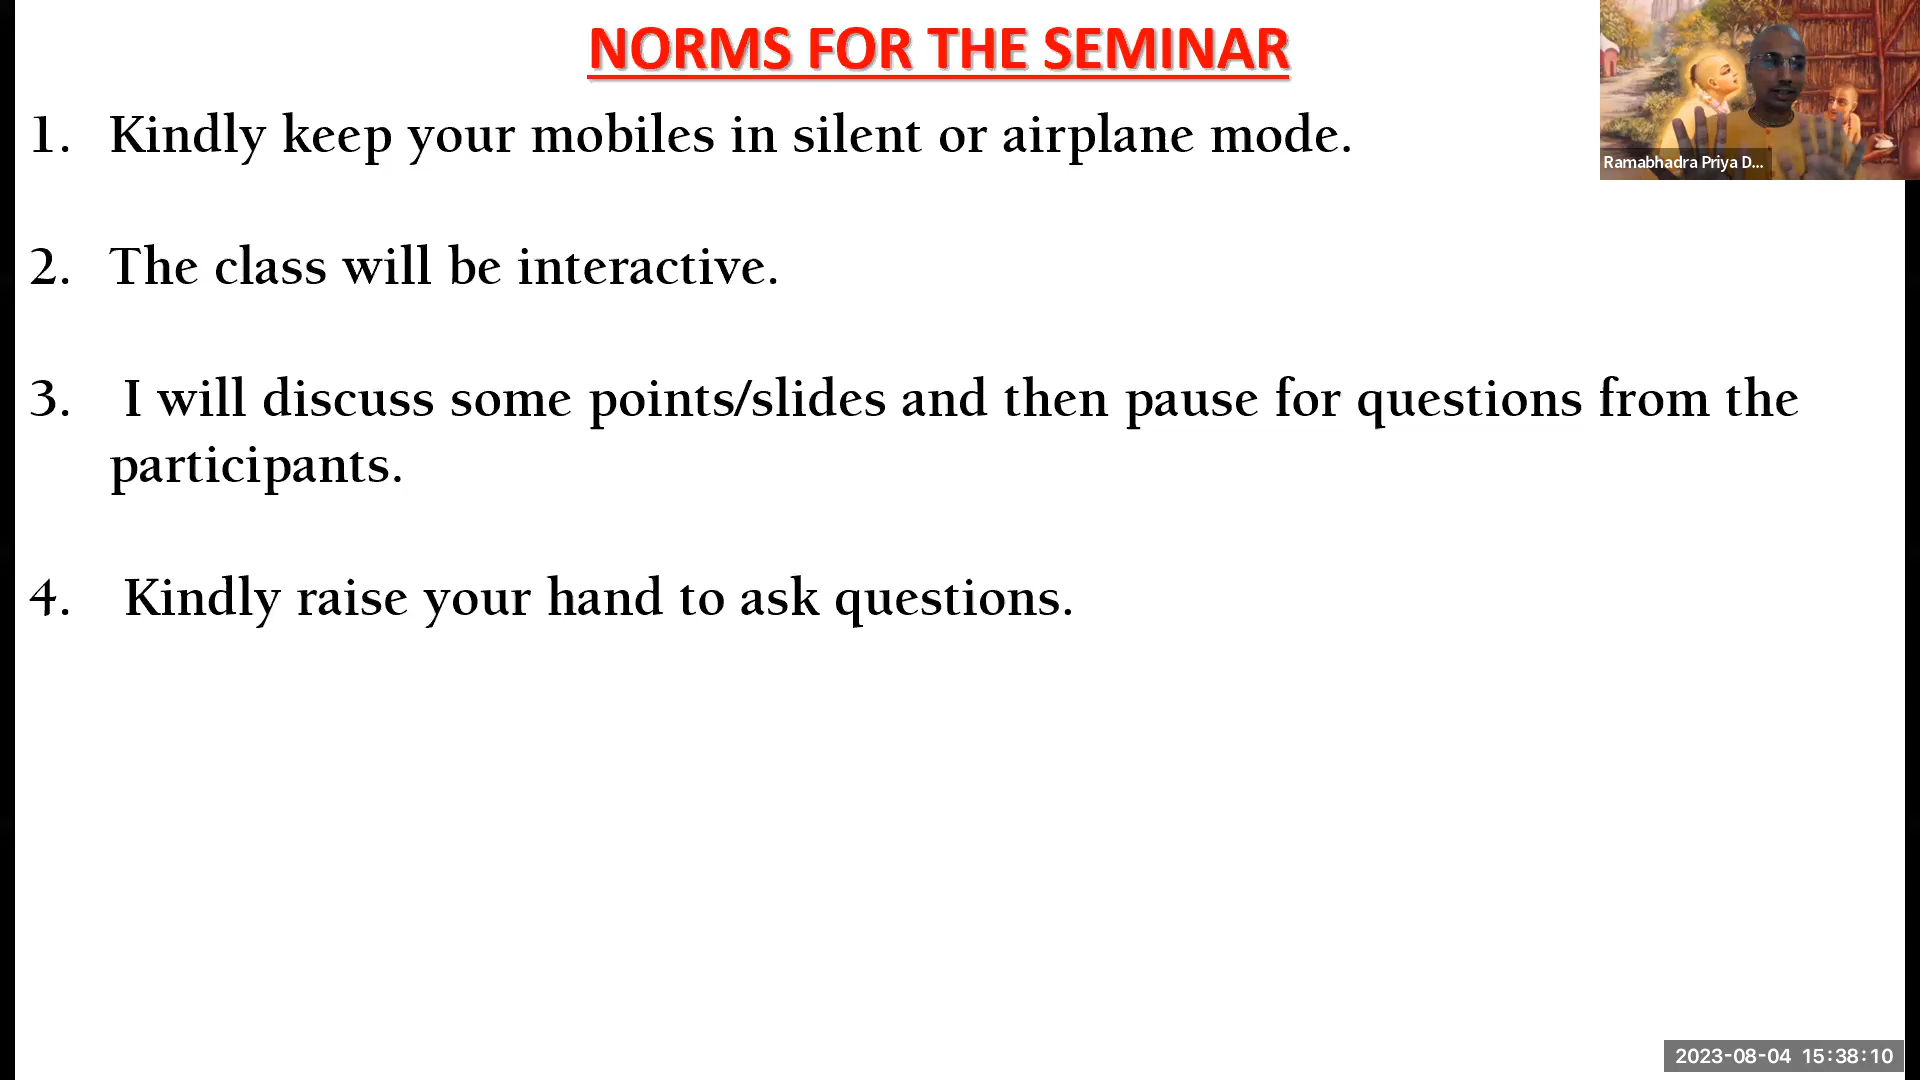 NORMS FOR THE SEMINAR
1. Kindly keep your mobiles in silent or airplane mode.
2. The class will be interactive.
3. I will discuss some points/slides and then pause for questions from the
participants.
4. Kindly raise your hand to ask questions.
Ramabhadra Priya D...
2023-08-04 15:38:10